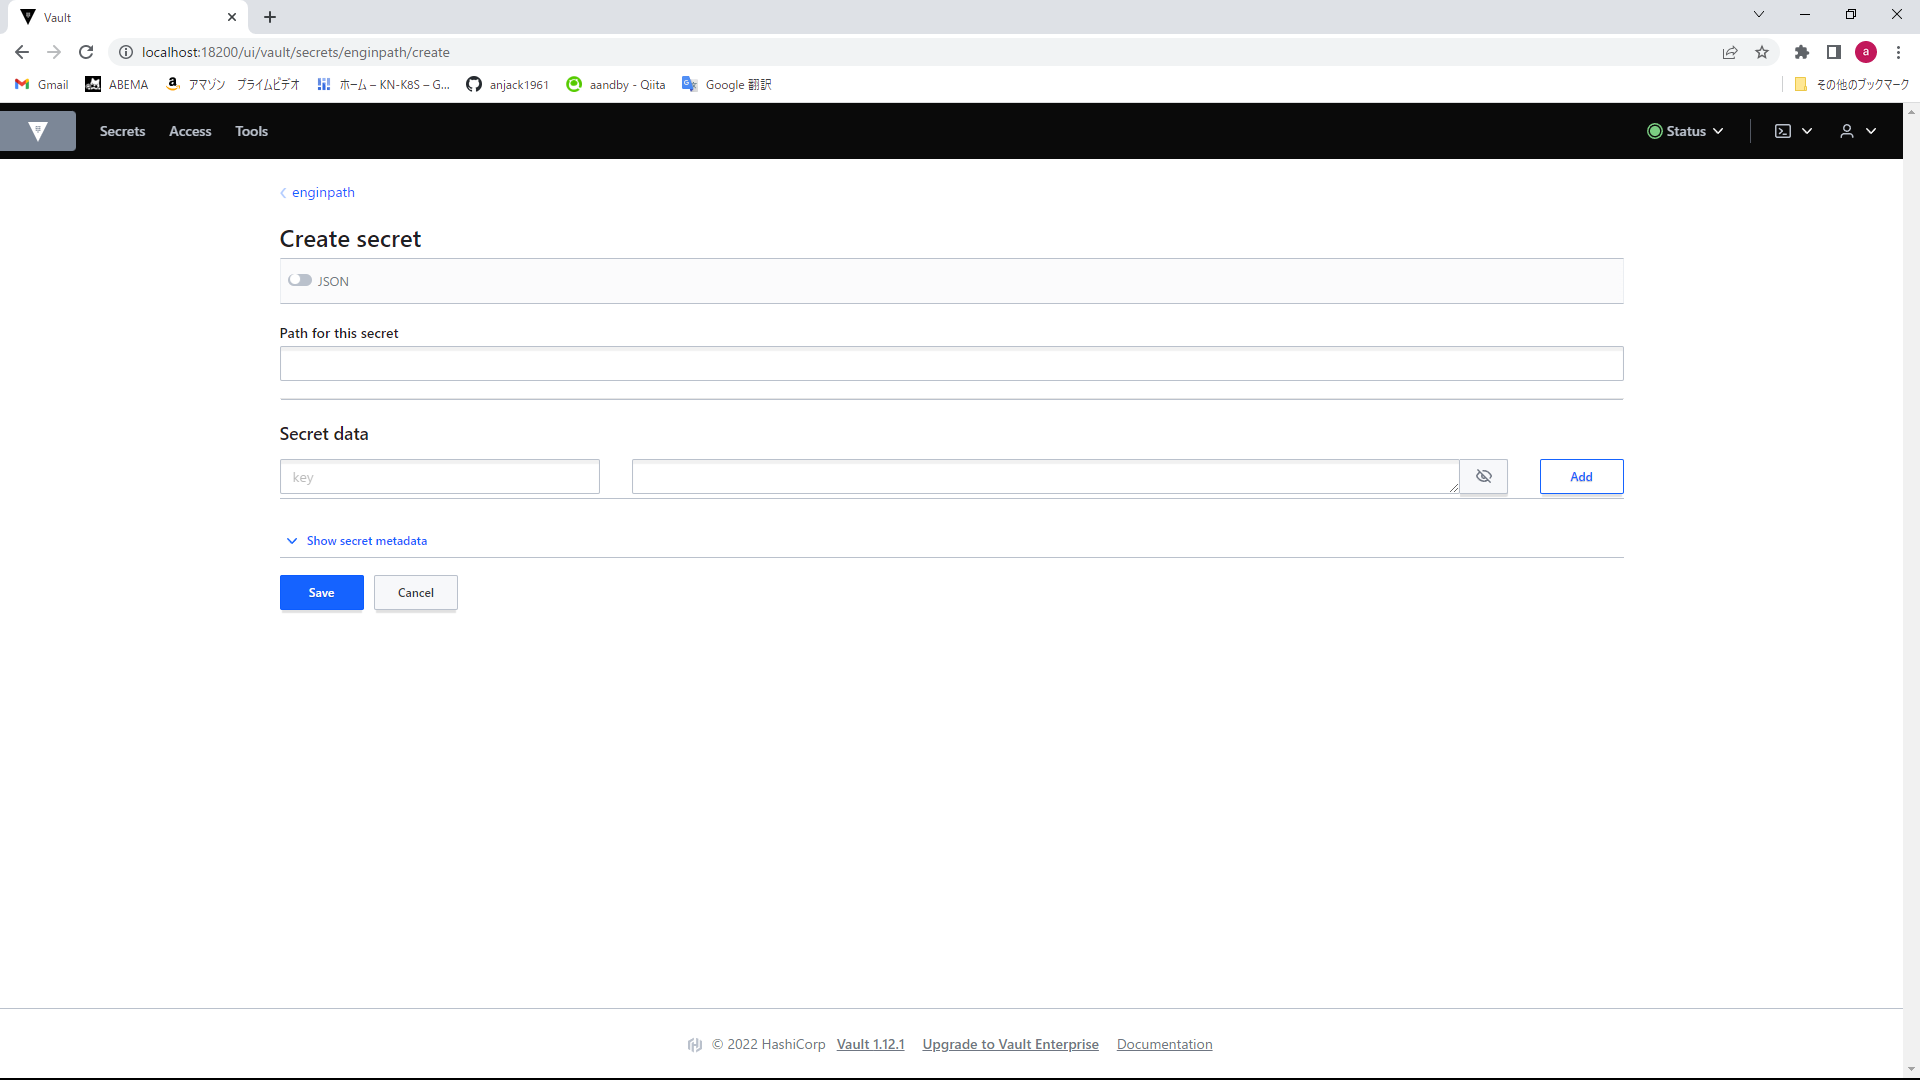 Vault
localhost:18200/ui/vault/secrets/enginpath/create
a
Gmail ABEMA アマゾン プライムビデオ ホーム – KN-K8S – G... anjack1961 aandby - Qiita Google 翻訳 その他のブックマーク
Secrets Access Tools Status
enginpath
Create secret
JSON
Path for this secret
Secret data
key Add
Show secret metadata
Save Cancel
© 2022 HashiCorp Vault 1.12.1 Upgrade to Vault Enterprise Documentation